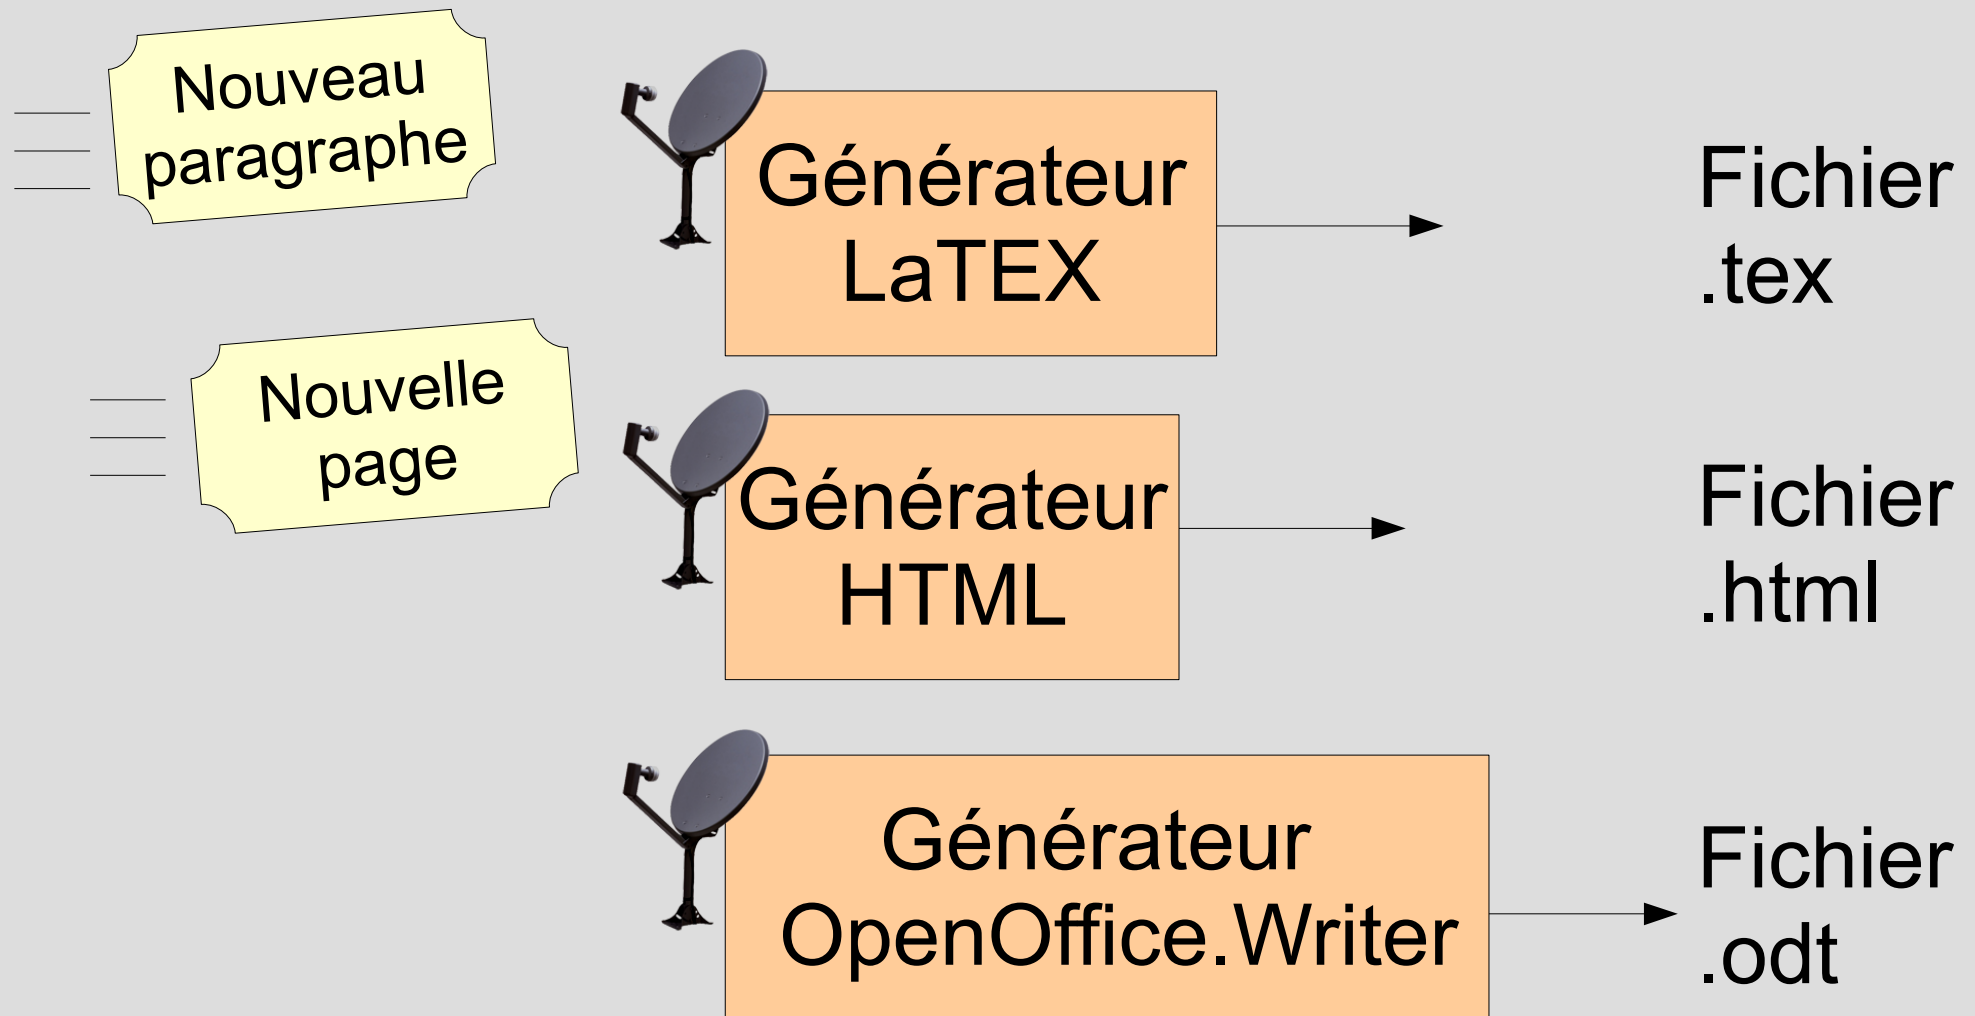 Nouveau
paragraphe
Générateur
LaTEX
Fichier
.tex
Nouvelle
page
Générateur
HTML
Fichier
.html
Générateur
OpenOffice.Writer
Fichier
.odt